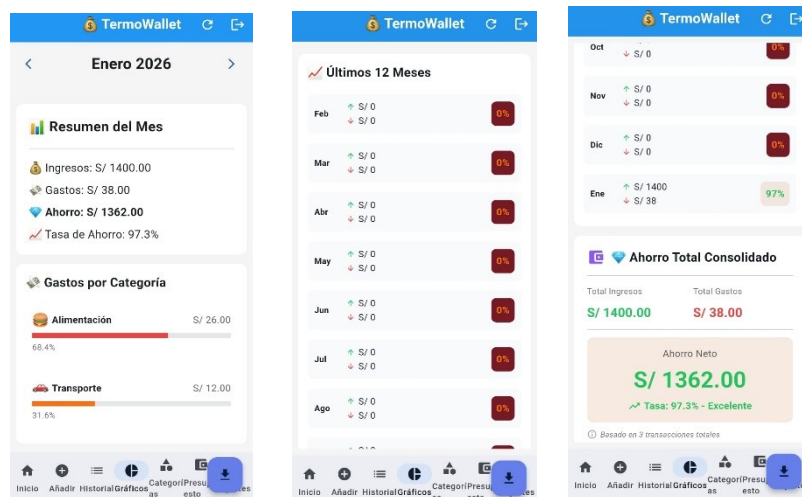 TermoWallet
Enero 2026
Resumen del Mes
Ingresos: S/ 1400.00
Gastos: S/ 38.00
Ahorro: S/ 1362.00
Tasa de Ahorro: 97.3%
Gastos por Categoría
Alimentación S/ 26.00
68.4%
Transporte S/ 12.00
31.6%
Inicio Añadir Historial Gráficos Categorías Presupuesto
TermoWallet
Últimos 12 Meses
Feb ↑ S/ 0
↓ S/ 0
0%
Mar ↑ S/ 0
↓ S/ 0
0%
Abr ↑ S/ 0
↓ S/ 0
0%
May ↑ S/ 0
↓ S/ 0
0%
Jun ↑ S/ 0
↓ S/ 0
0%
Jul ↑ S/ 0
↓ S/ 0
0%
Ago ↑ S/ 0
↓ S/ 0
0%
Inicio Añadir Historial Gráficos Categorías Presupuesto
TermoWallet
Oct
↓ S/ 0
0%
Nov ↑ S/ 0
↓ S/ 0
0%
Dic ↑ S/ 0
↓ S/ 0
0%
Ene ↑ S/ 1400
↓ S/ 38
97%
Ahorro Total Consolidado
Total Ingresos Total Gastos
S/ 1400.00 S/ 38.00
Ahorro Neto
S/ 1362.00
Tasa: 97.3% - Excelente
Basado en 3 transacciones totales
Inicio Añadir Historial Gráficos Categorías Presupuesto